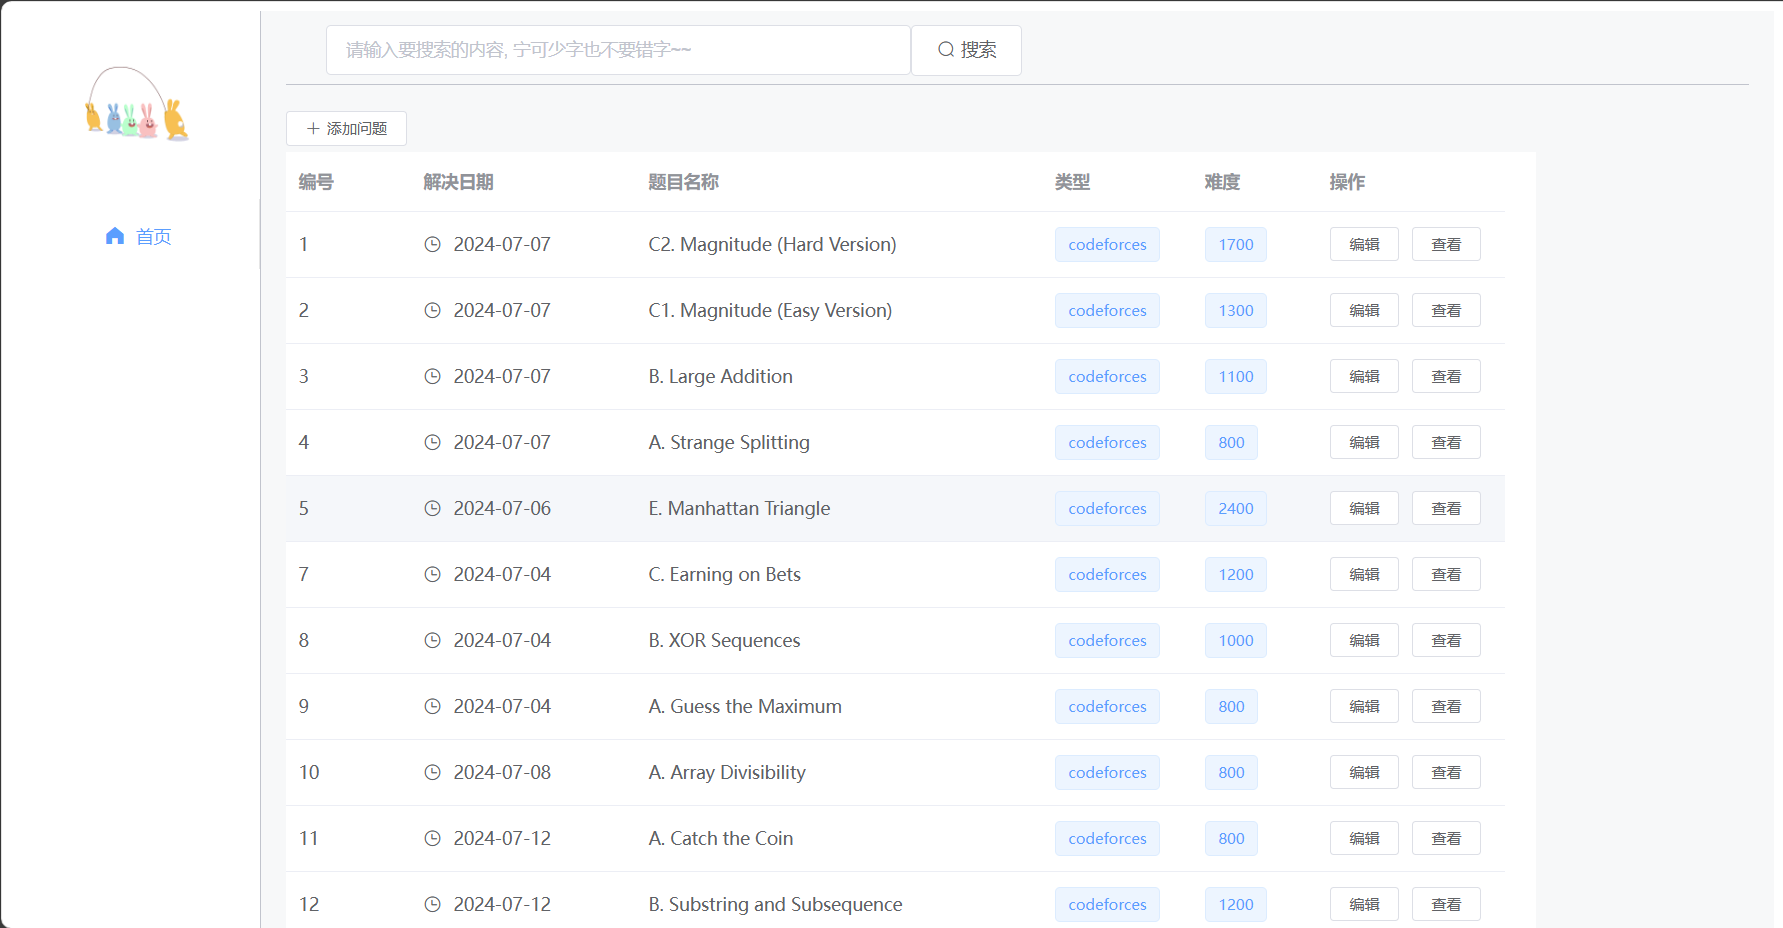 请输入要搜索的内容, 宁可少字也不要错字~~ 搜索
添加问题
首页
编号 解决日期 题目名称 类型 难度 操作
1 2024-07-07 C2. Magnitude (Hard Version) codeforces 1700 编辑 查看
2 2024-07-07 C1. Magnitude (Easy Version) codeforces 1300 编辑 查看
3 2024-07-07 B. Large Addition codeforces 1100 编辑 查看
4 2024-07-07 A. Strange Splitting codeforces 800 编辑 查看
5 2024-07-06 E. Manhattan Triangle codeforces 2400 编辑 查看
7 2024-07-04 C. Earning on Bets codeforces 1200 编辑 查看
8 2024-07-04 B. XOR Sequences codeforces 1000 编辑 查看
9 2024-07-04 A. Guess the Maximum codeforces 800 编辑 查看
10 2024-07-08 A. Array Divisibility codeforces 800 编辑 查看
11 2024-07-12 A. Catch the Coin codeforces 800 编辑 查看
12 2024-07-12 B. Substring and Subsequence codeforces 1200 编辑 查看